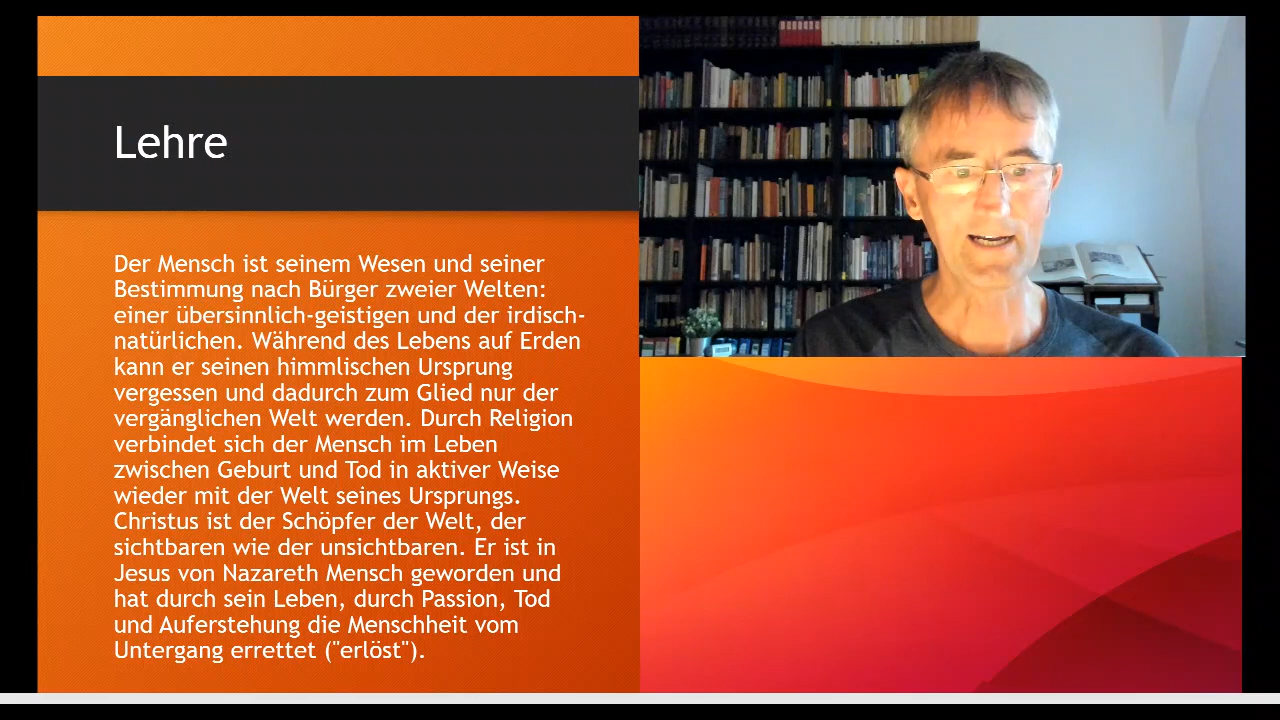 Lehre
Der Mensch ist seinem Wesen und seiner
Bestimmung nach Bürger zweier Welten:
einer übersinnlich-geistigen und der irdisch-
natürlichen. Während des Lebens auf Erden
kann er seinen himmlischen Ursprung
vergessen und dadurch zum Glied nur der
vergänglichen Welt werden. Durch Religion
verbindet sich der Mensch im Leben
zwischen Geburt und Tod in aktiver Weise
wieder mit der Welt seines Ursprungs.
Christus ist der Schöpfer der Welt, der
sichtbaren wie der unsichtbaren. Er ist in
Jesus von Nazareth Mensch geworden und
hat durch sein Leben, durch Passion, Tod
und Auferstehung die Menschheit vom
Untergang errettet ("erlöst").